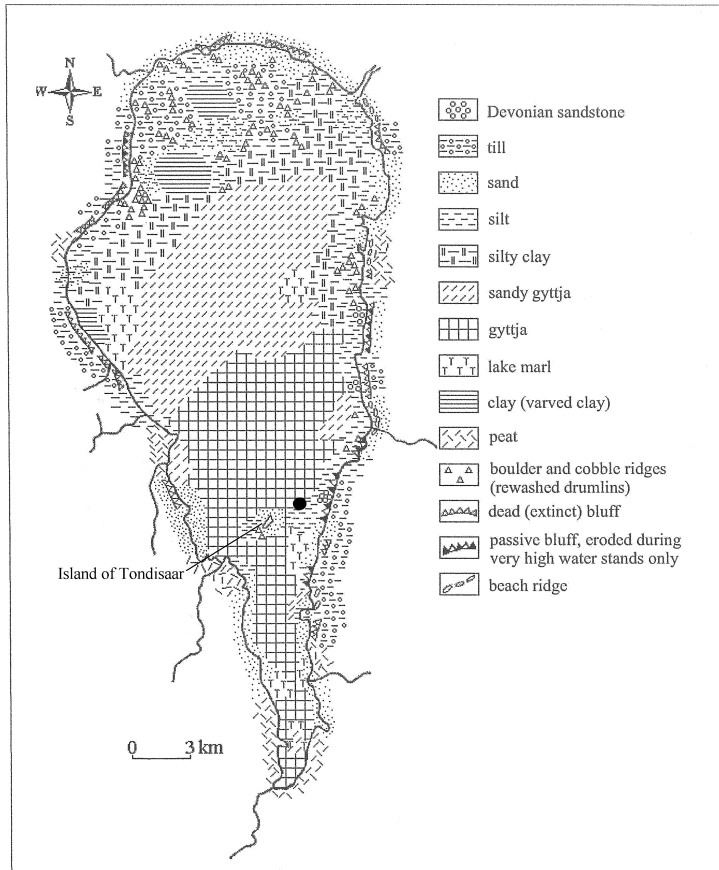 N
W E
S
Devonian sandstone
till
sand
silt
silty clay
sandy gyttja
gyttja
lake marl
clay (varved clay)
peat
boulder and cobble ridges
(rewashed drumlins)
dead (extinct) bluff
passive bluff, eroded during
very high water stands only
beach ridge
Island of Tondisaar
0 3 km